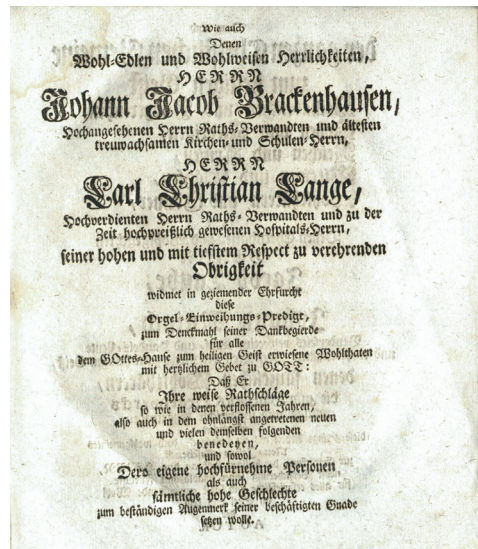 Wie auch
Denen
Wohl-Edlen und Wohlweisen Herrlichkeiten,
HERRN
Johann Jacob Brackenhausen,
Hochangesehenen Herrn Raths-Verwandten und ältesten
treuwachsamen Kirchen- und Schulen-Herrn,
HERRN
Carl Christian Lange,
Hochverdienten Herrn Raths-Verwandten und zu der
Zeit hochpreißlich gewesenen Hospitals-Herrn,
seiner hohen und mit tiefstem Respect zu verehrenden
Obrigkeit
widmet in geziemender Ehrfurcht
diese
Orgel-Einweihungs-Predigt,
zum Denckmahl seiner Dankbegierde
für alle
dem GOttes-Hause zum heiligen Geist erwiesene Wohlthaten
mit hertzlichem Gebet zu GOTT:
Daß Er
Ihre weise Rathschläge
so wie in denen verflossenen Jahren,
also auch in dem ohnlängst angetretenen neuen
und vielen demselben folgenden
benedeyen,
und sowol
Dero eigene hochfürnehme Personen
als auch
sämtliche hohe Geschlechte
zum beständigen Augenmerk seiner beschäftigten Gnade
setzen wolle.